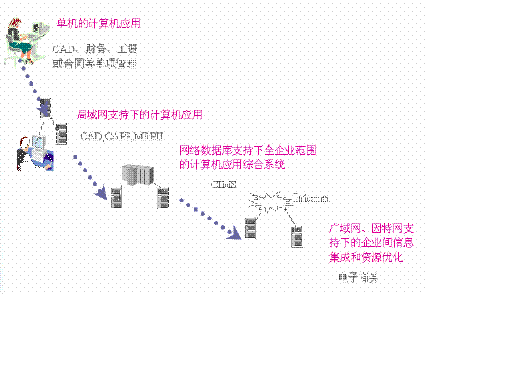 单机的计算机应用
CAD、财务、工资
或合同等单项管理
局域网支持下的计算机应用
CAD,CAPP,MRPII
网络数据库支持下全企业范围
的计算机应用综合系统
CIMS
Internet
广域网、因特网支
持下的企业间信息
集成和资源优化
电子商务